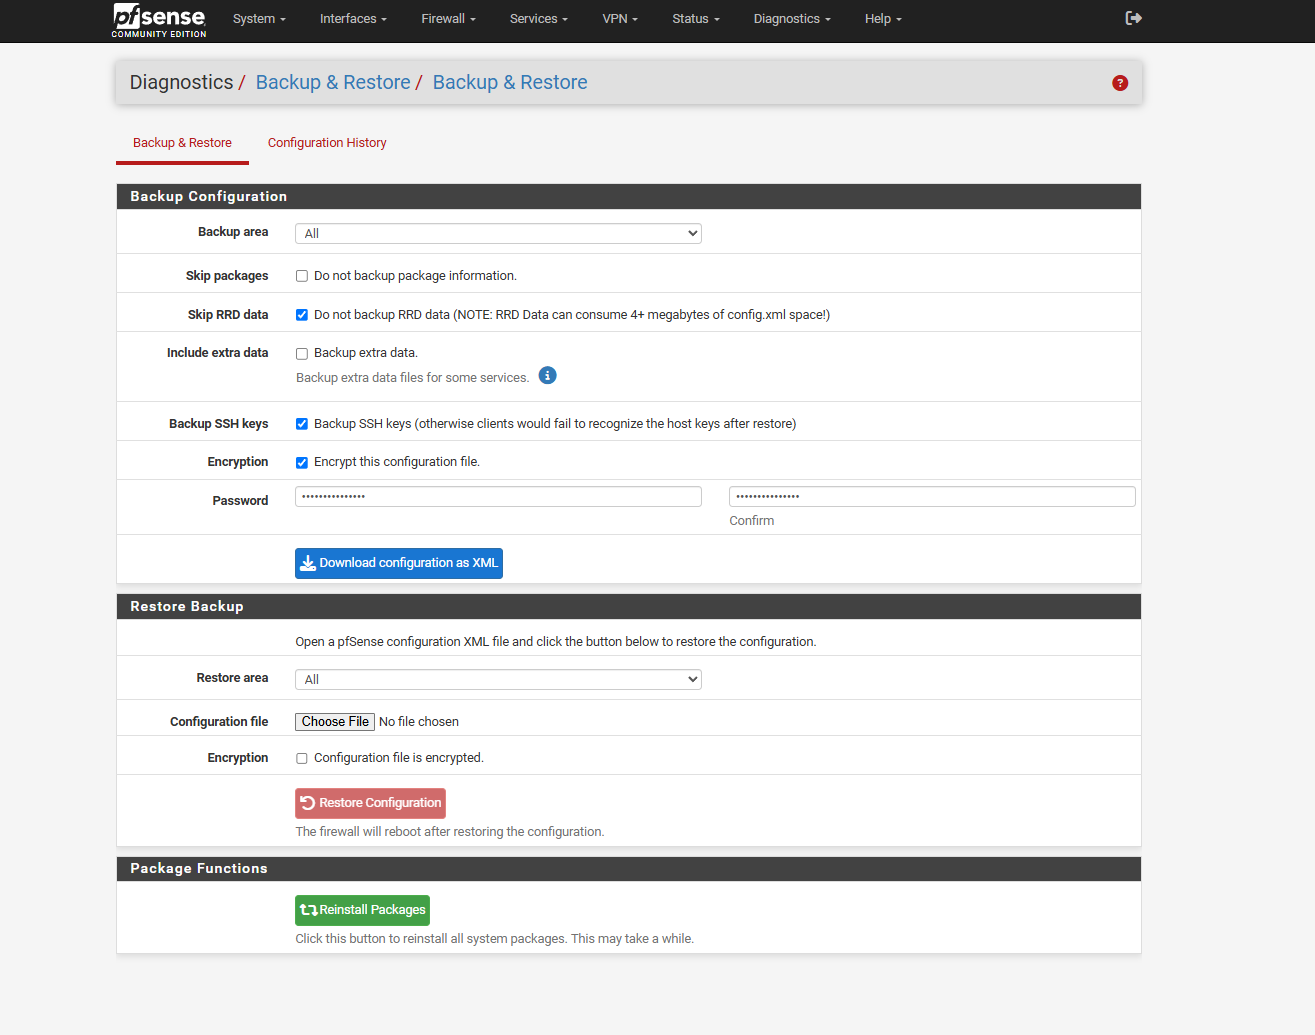 pfsense System Interfaces Firewall Services VPN Status Diagnostics Help
COMMUNITY EDITION
Diagnostics / Backup & Restore / Backup & Restore ?
Backup & Restore Configuration History
Backup Configuration
Backup area All
Skip packages Do not backup package information.
Skip RRD data Do not backup RRD data (NOTE: RRD Data can consume 4+ megabytes of config.xml space!)
Include extra data Backup extra data.
Backup extra data files for some services. i
Backup SSH keys Backup SSH keys (otherwise clients would fail to recognize the host keys after restore)
Encryption Encrypt this configuration file.
Password ••••••••••••••• •••••••••••••••
Confirm
Download configuration as XML
Restore Backup
Open a pfSense configuration XML file and click the button below to restore the configuration.
Restore area All
Configuration file Choose File No file chosen
Encryption Configuration file is encrypted.
Restore Configuration
The firewall will reboot after restoring the configuration.
Package Functions
Reinstall Packages
Click this button to reinstall all system packages. This may take a while.